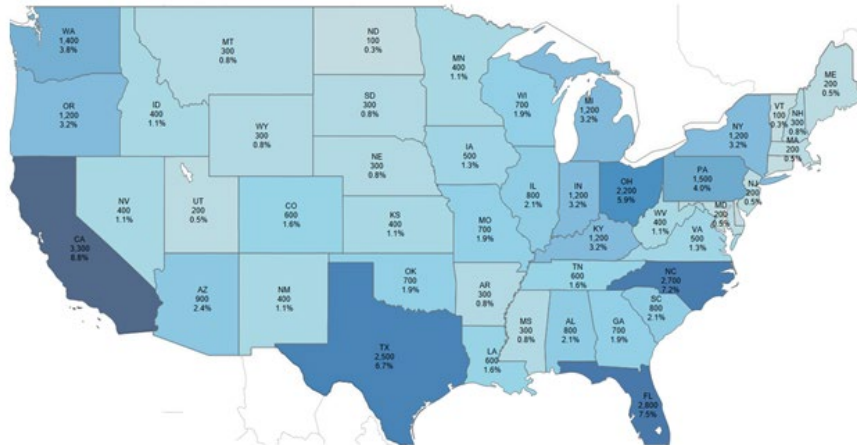 WA
1,400
3.8%
OR
1,200
3.2%
CA
3,300
8.8%
ID
400
1.1%
NV
400
1.1%
MT
300
0.8%
WY
300
0.8%
UT
200
0.5%
AZ
900
2.4%
CO
600
1.6%
NM
400
1.1%
ND
100
0.3%
SD
300
0.8%
NE
300
0.8%
KS
400
1.1%
OK
700
1.9%
TX
2,500
6.7%
MN
400
1.1%
IA
500
1.3%
MO
700
1.9%
AR
300
0.8%
LA
600
1.6%
WI
700
1.9%
IL
800
2.1%
MI
1,200
3.2%
IN
1,200
3.2%
OH
2,200
5.9%
KY
1,200
3.2%
TN
600
1.6%
MS
300
0.8%
AL
800
2.1%
GA
700
1.9%
FL
2,800
7.5%
SC
800
2.1%
NC
2,700
7.2%
VA
500
1.3%
WV
400
1.1%
PA
1,500
4.0%
NY
1,200
3.2%
MD
200
0.5%
NJ
200
0.5%
VT
100
0.3%
NH
300
0.8%
MA
200
0.5%
ME
200
0.5%